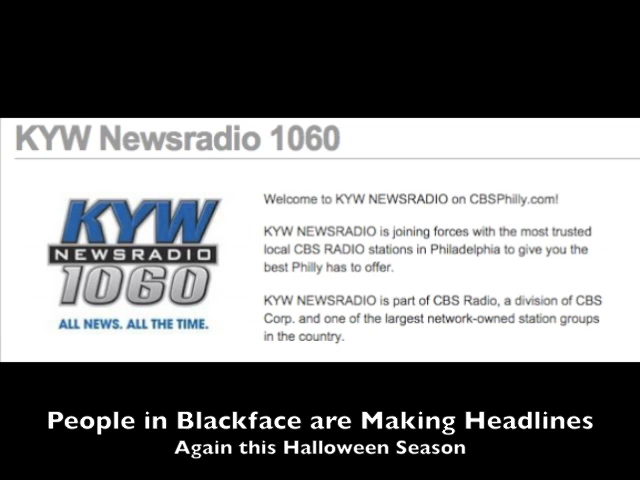 KYW Newsradio 1060
KYW
NEWSRADIO
1060
ALL NEWS. ALL THE TIME.
Welcome to KYW NEWSRADIO on CBSPhilly.com!
KYW NEWSRADIO is joining forces with the most trusted
local CBS RADIO stations in Philadelphia to give you the
best Philly has to offer.
KYW NEWSRADIO is part of CBS Radio, a division of CBS
Corp. and one of the largest network-owned station groups
in the country.
People in Blackface are Making Headlines
Again this Halloween Season